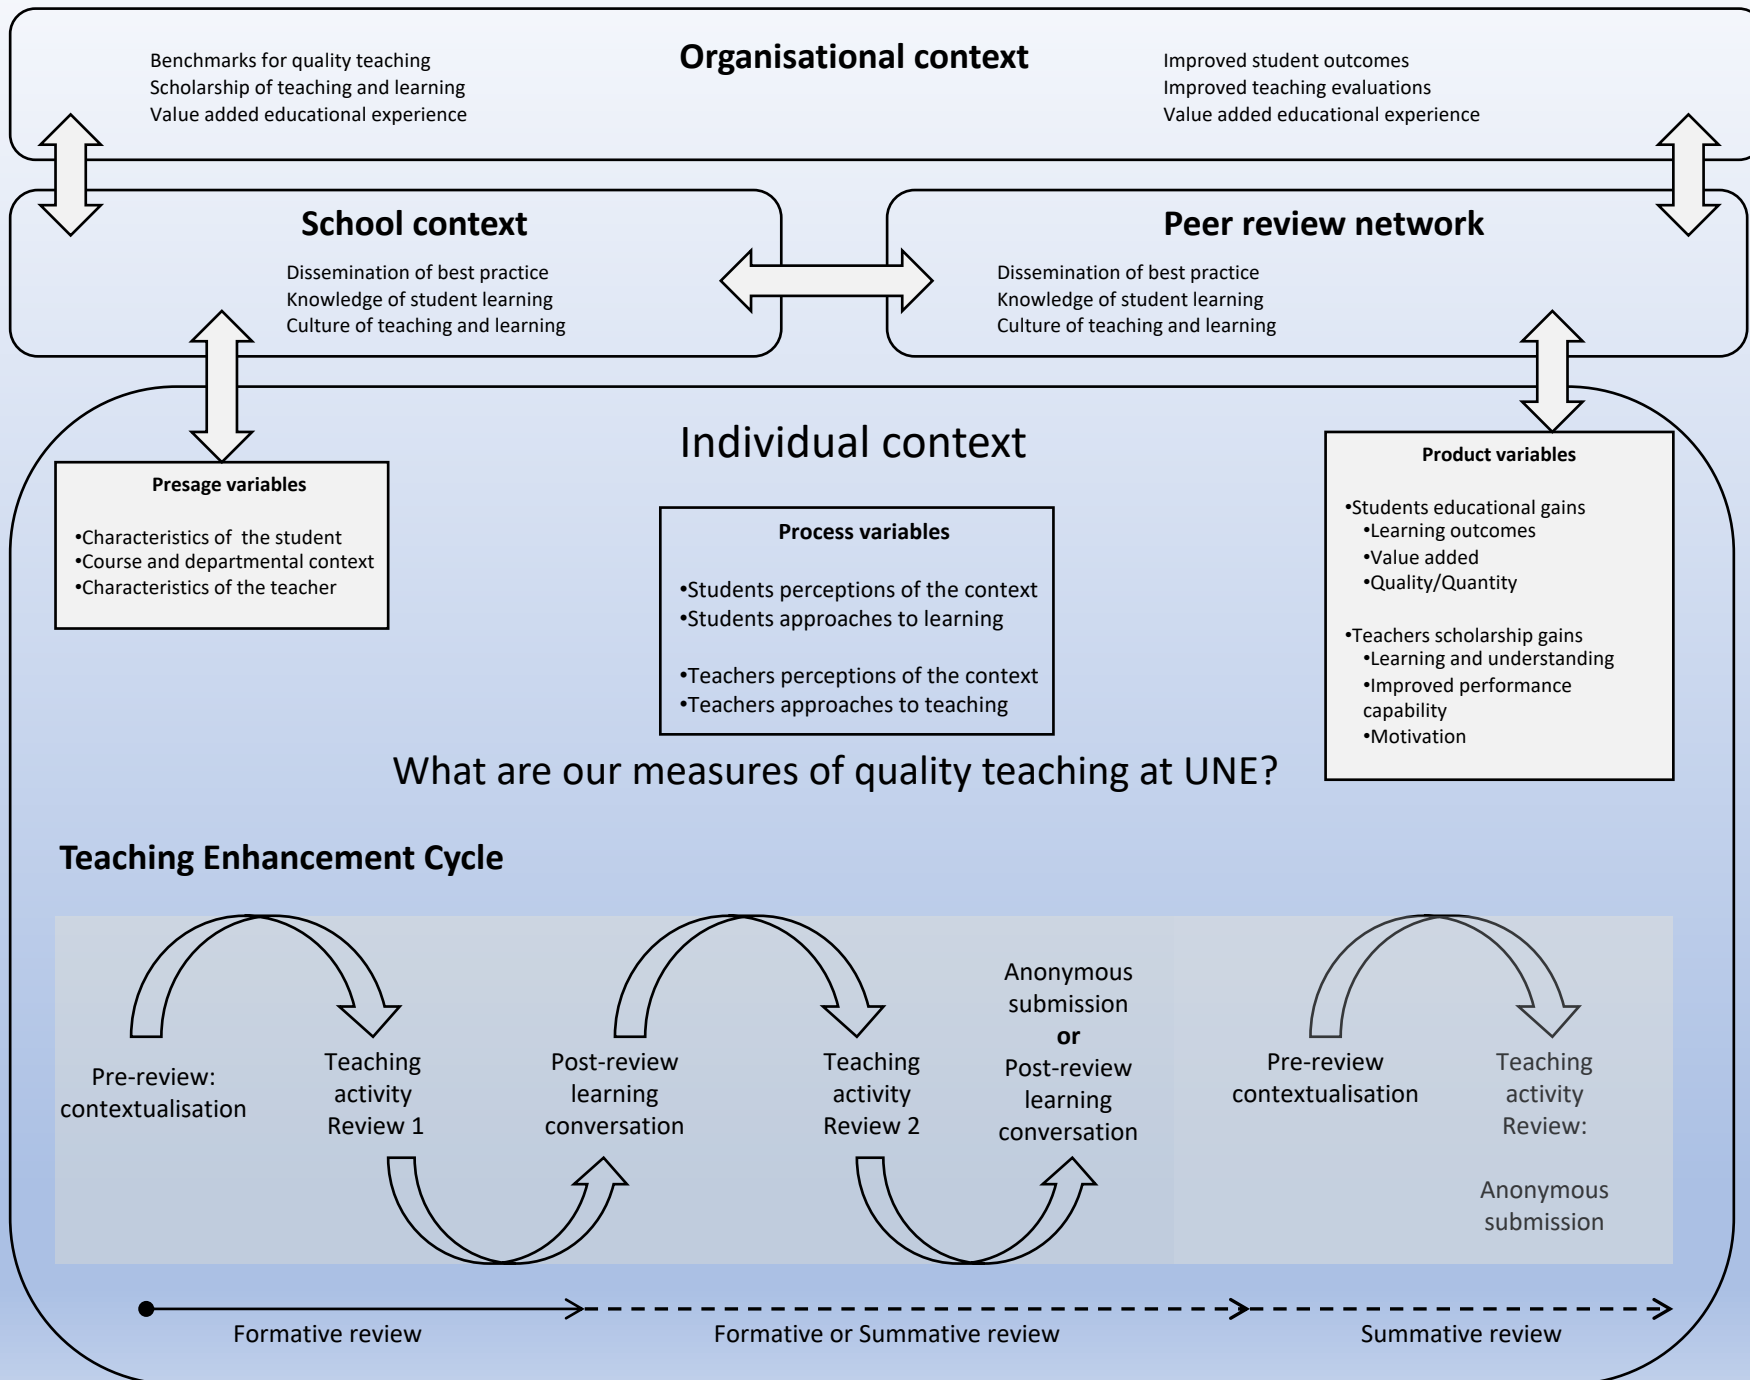 Organisational context
Benchmarks for quality teaching
Scholarship of teaching and learning
Value added educational experience
Improved student outcomes
Improved teaching evaluations
Value added educational experience
School context
Dissemination of best practice
Knowledge of student learning
Culture of teaching and learning
Peer review network
Dissemination of best practice
Knowledge of student learning
Culture of teaching and learning
Individual context
Presage variables
•Characteristics of  the student
•Course and departmental context
•Characteristics of the teacher
Process variables
•Students perceptions of the context
•Students approaches to learning
•Teachers perceptions of the context
•Teachers approaches to teaching
Product variables
•Students educational gains
•Learning outcomes
•Value added
•Quality/Quantity
•Teachers scholarship gains
•Learning and understanding
•Improved performance
capability
•Motivation
What are our measures of quality teaching at UNE?
Teaching Enhancement Cycle
Pre-review:
contextualisation
Teaching
activity
Review 1
Post-review
learning
conversation
Teaching
activity
Review 2
Anonymous
submission
or
Post-review
learning
conversation
Pre-review
contextualisation
Teaching
activity
Review:
Anonymous
submission
Formative review
Formative or Summative review
Summative review